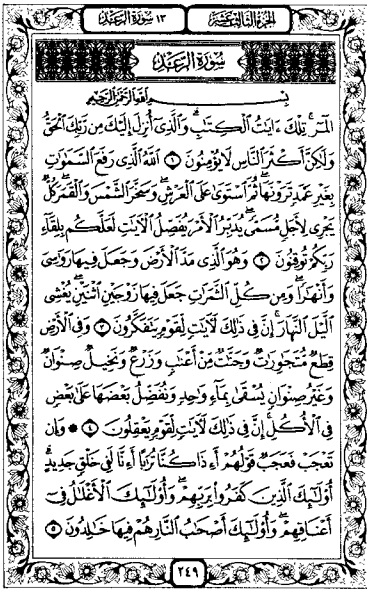 الجزء الثالث عشر
١٣ سورة الرعد
سورة الرعد
بسم الله الرحمن الرحيم
الٓمٓرۚ تِلْكَ ءَايَٰتُ ٱلْكِتَٰبِۗ وَٱلَّذِىٓ أُنزِلَ إِلَيْكَ مِن رَّبِّكَ ٱلْحَقُّ
وَلَٰكِنَّ أَكْثَرَ ٱلنَّاسِ لَا يُؤْمِنُونَ ١ ٱللَّهُ ٱلَّذِى رَفَعَ ٱلسَّمَٰوَٰتِ
بِغَيْرِ عَمَدٍ تَرَوْنَهَاۖ ثُمَّ ٱسْتَوَىٰ عَلَى ٱلْعَرْشِۖ وَسَخَّرَ ٱلشَّمْسَ وَٱلْقَمَرَۖ كُلٌّ
يَجْرِى لِأَجَلٍ مُّسَمًّىۚ يُدَبِّرُ ٱلْأَمْرَ يُفَصِّلُ ٱلْءَايَٰتِ لَعَلَّكُم بِلِقَآءِ
رَبِّكُمْ تُوقِنُونَ ٢ وَهُوَ ٱلَّذِى مَدَّ ٱلْأَرْضَ وَجَعَلَ فِيهَا رَوَٰسِىَ
وَأَنْهَٰرًاۖ وَمِن كُلِّ ٱلثَّمَرَٰتِ جَعَلَ فِيهَا زَوْجَيْنِ ٱثْنَيْنِۖ يُغْشِى
ٱلَّيْلَ ٱلنَّهَارَۚ إِنَّ فِى ذَٰلِكَ لَءَايَٰتٍ لِّقَوْمٍ يَتَفَكَّرُونَ ٣ وَفِى ٱلْأَرْضِ
قِطَعٌ مُّتَجَٰوِرَٰتٌ وَجَنَّٰتٌ مِّنْ أَعْنَٰبٍ وَزَرْعٌ وَنَخِيلٌ صِنْوَانٌ
وَغَيْرُ صِنْوَانٍ يُسْقَىٰ بِمَآءٍ وَٰحِدٍ وَنُفَضِّلُ بَعْضَهَا عَلَىٰ بَعْضٍ
فِى ٱلْأُكُلِۚ إِنَّ فِى ذَٰلِكَ لَءَايَٰتٍ لِّقَوْمٍ يَعْقِلُونَ ٤ ۞ وَإِن
تَعْجَبْ فَعَجَبٌ قَوْلُهُمْ أَءِذَا كُنَّا تُرَٰبًا أَءِنَّا لَفِى خَلْقٍ جَدِيدٍۗ
أُو۟لَٰٓئِكَ ٱلَّذِينَ كَفَرُوا۟ بِرَبِّهِمْۖ وَأُو۟لَٰٓئِكَ ٱلْأَغْلَٰلُ فِىٓ
أَعْنَاقِهِمْۖ وَأُو۟لَٰٓئِكَ أَصْحَٰبُ ٱلنَّارِۖ هُمْ فِيهَا خَٰلِدُونَ ٥
٢٤٩